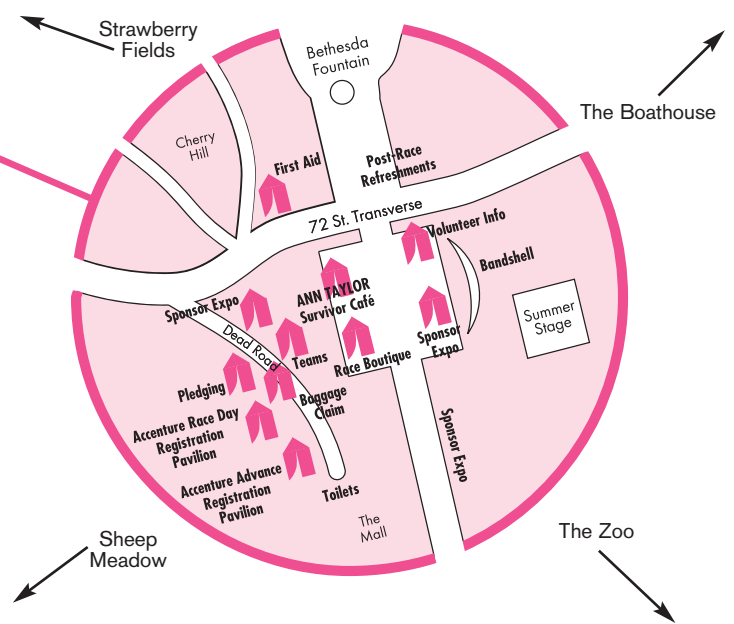 Strawberry
Fields
Bethesda
Fountain
The Boathouse
Cherry
Hill
First Aid
Post-Race
Refreshments
72 St. Transverse
Volunteer Info
Bandshell
ANN TAYLOR
Survivor Café
Sponsor Expo
Summer
Stage
Dead Road
Teams
Race Boutique
Sponsor
Expo
Pledging
Baggage
Claim
Accenture Race Day
Registration
Pavilion
Sponsor Expo
Accenture Advance
Registration
Pavilion
Toilets
The
Mall
Sheep
Meadow
The Zoo